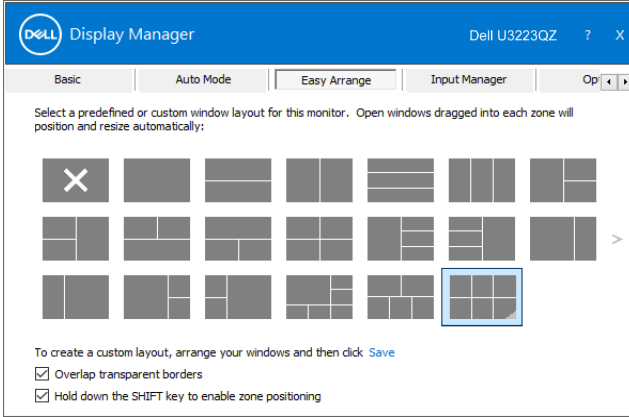 DELL Display Manager Dell U3223QZ ? X
Basic Auto Mode Easy Arrange Input Manager
Select a predefined or custom window layout for this monitor. Open windows dragged into each zone will
position and resize automatically:
>
To create a custom layout, arrange your windows and then click Save
Overlap transparent borders
Hold down the SHIFT key to enable zone positioning